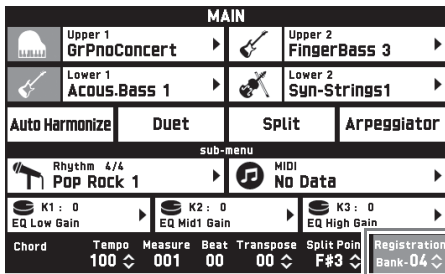 MAIN
Upper 1
GrPnoConcert
Upper 2
FingerBass 3
Lower 1
Acous.Bass 1
Lower 2
Syn-Strings1
Auto Harmonize Duet Split Arpeggiator
sub-menu
Rhythm 4/4
Pop Rock 1
MIDI
No Data
K1: 0
EQ Low Gain
K2: 0
EQ Mid1 Gain
K3: 0
EQ High Gain
Chord Tempo Measure Beat Transpose Split Poin Registration
100 001 00 00 F#3 Bank-04